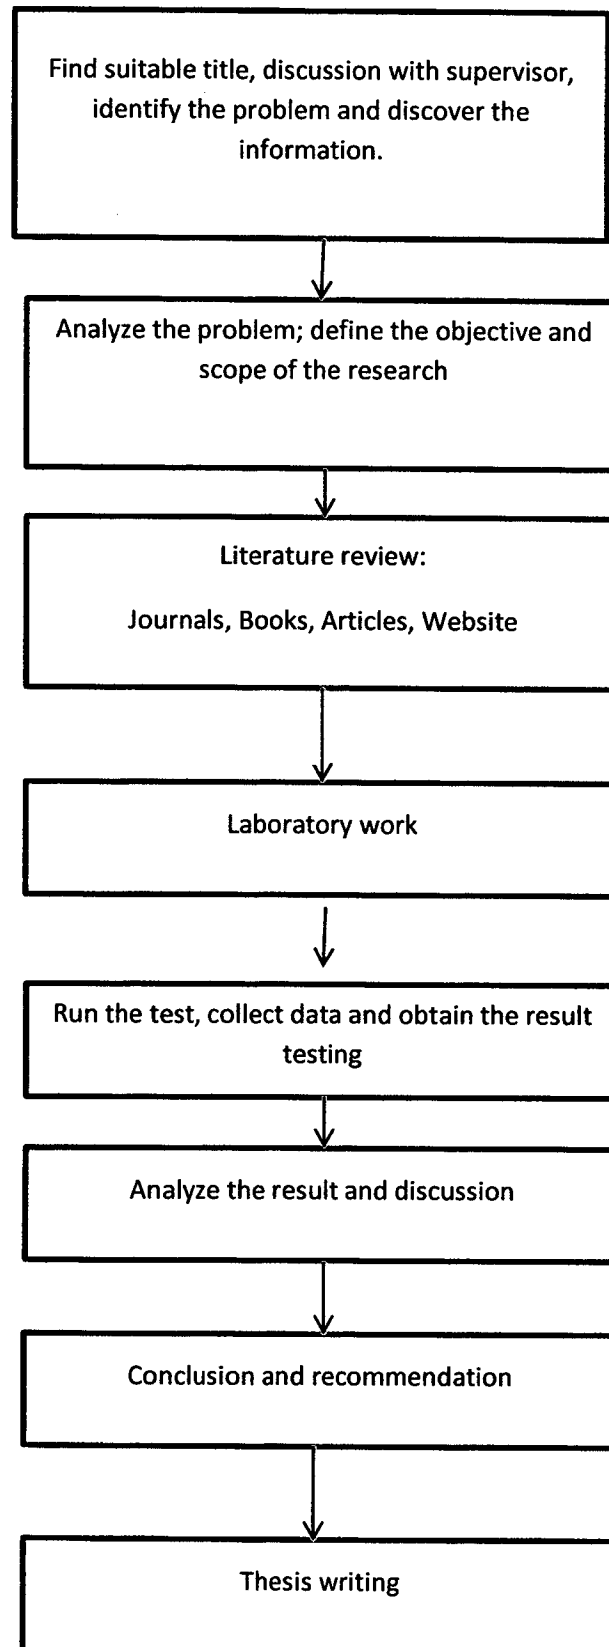 Find suitable title, discussion with supervisor,
identify the problem and discover the
information.
Analyze the problem; define the objective and
scope of the research
Literature review:
Journals, Books, Articles, Website
Laboratory work
Run the test, collect data and obtain the result
testing
Analyze the result and discussion
Conclusion and recommendation
Thesis writing